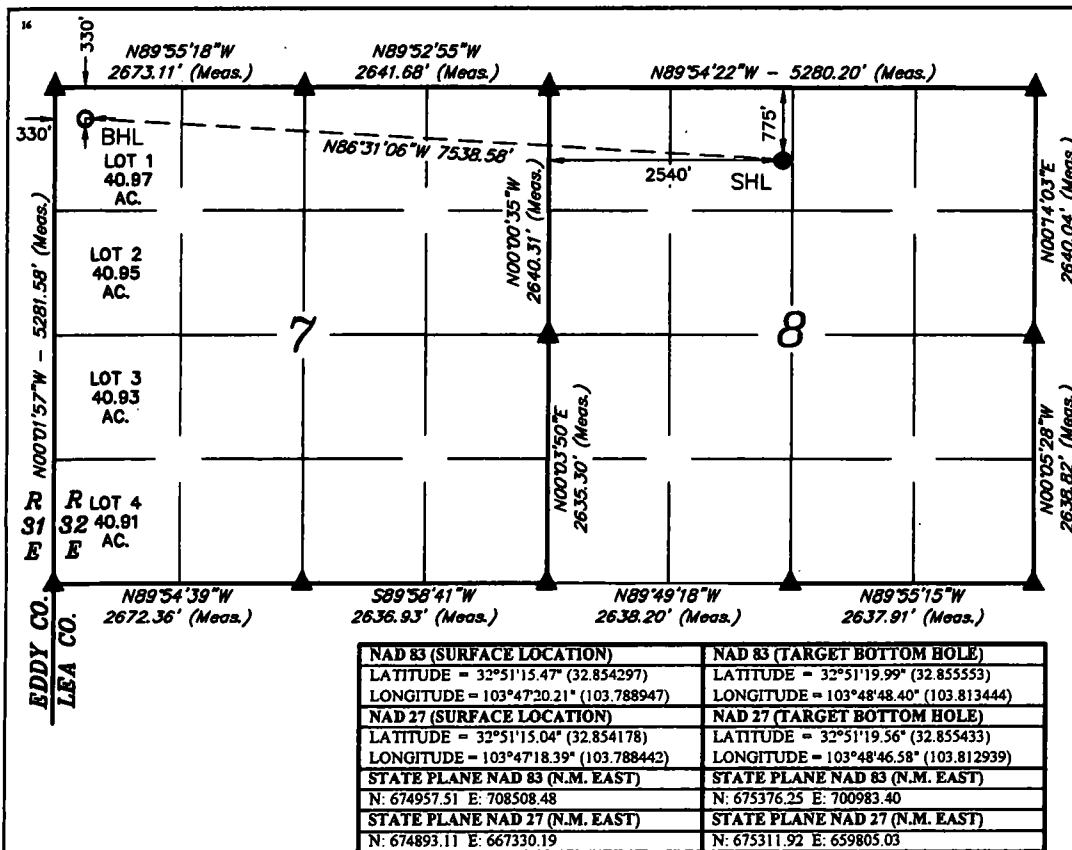 16
330'
N89°55'18"W
2673.11' (Meas.)
N89°52'55"W
2641.68' (Meas.)
N89°54'22"W - 5280.20' (Meas.)
330'
BHL
N86°31'06"W 7538.58'
775'
2540'
SHL
LOT 1
40.97
AC.
N00°01'57"W - 5281.58' (Meas.)
N00°00'35"W
2640.31' (Meas.)
N00°14'03"E
2640.04' (Meas.)
LOT 2
40.95
AC.
7
8
LOT 3
40.93
AC.
N00°03'50"E
2635.30' (Meas.)
N00°05'28"W
2638.82' (Meas.)
R R
31 32
E E
LOT 4
40.91
AC.
N89°54'39"W
2672.36' (Meas.)
S89°58'41"W
2636.93' (Meas.)
N89°49'18"W
2638.20' (Meas.)
N89°55'15"W
2637.91' (Meas.)
EDDY CO.
LEA CO.
NAD 83 (SURFACE LOCATION)
LATITUDE = 32°51'15.47" (32.854297)
LONGITUDE = 103°47'20.21" (103.788947)
NAD 27 (SURFACE LOCATION)
LATITUDE = 32°51'15.04" (32.854178)
LONGITUDE = 103°47'18.39" (103.788442)
STATE PLANE NAD 83 (N.M. EAST)
N: 674957.51 E: 708508.48
STATE PLANE NAD 27 (N.M. EAST)
N: 674893.11 E: 667330.19
NAD 83 (TARGET BOTTOM HOLE)
LATITUDE = 32°51'19.99" (32.855553)
LONGITUDE = 103°48'48.40" (103.813444)
NAD 27 (TARGET BOTTOM HOLE)
LATITUDE = 32°51'19.56" (32.855433)
LONGITUDE = 103°48'46.58" (103.812939)
STATE PLANE NAD 83 (N.M. EAST)
N: 675376.25 E: 700983.40
STATE PLANE NAD 27 (N.M. EAST)
N: 675311.92 E: 659805.03